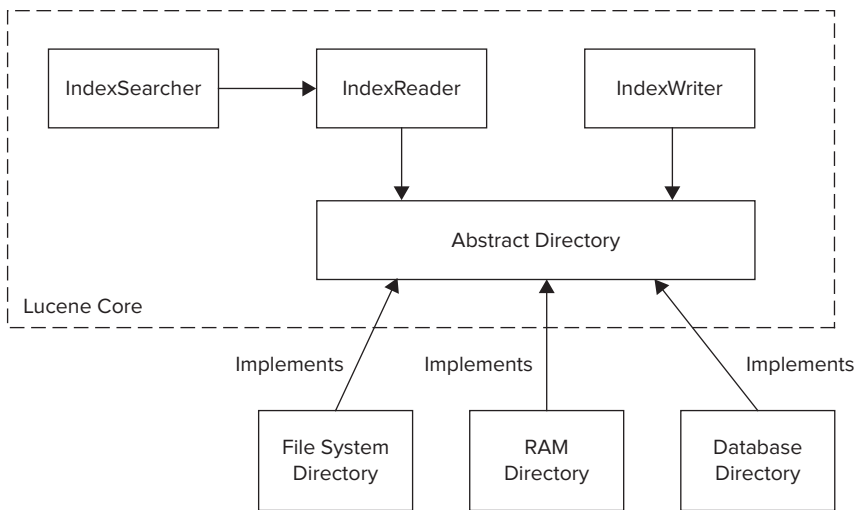 IndexSearcher
IndexReader
IndexWriter
Abstract Directory
Lucene Core
Implements
Implements
Implements
File System
Directory
RAM
Directory
Database
Directory